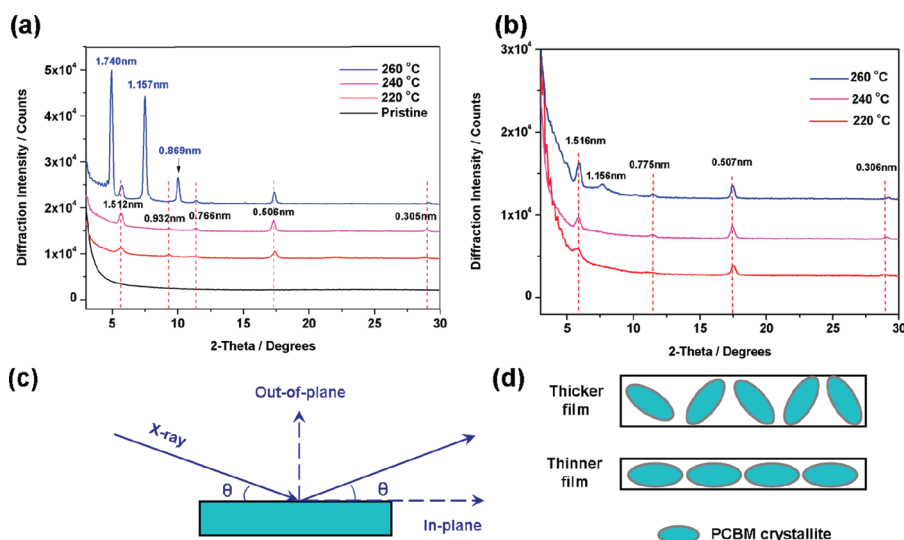 (a)
1.740nm
1.157nm
0.869nm
1.512nm
0.932nm
0.766nm
0.506nm
0.305nm
260 °C
240 °C
220 °C
Pristine
Diffraction Intensity / Counts
5x10⁴
4x10⁴
3x10⁴
2x10⁴
1x10⁴
0
5 10 15 20 25 30
2-Theta / Degrees
(b)
260 °C
240 °C
220 °C
1.516nm
1.156nm
0.775nm
0.507nm
0.306nm
Diffraction Intensity / Counts
3x10⁴
2x10⁴
1x10⁴
0
5 10 15 20 25 30
2-Theta / Degrees
(c)
Out-of-plane
X-ray
θ θ
In-plane
(d)
Thicker
film
Thinner
film
PCBM crystallite